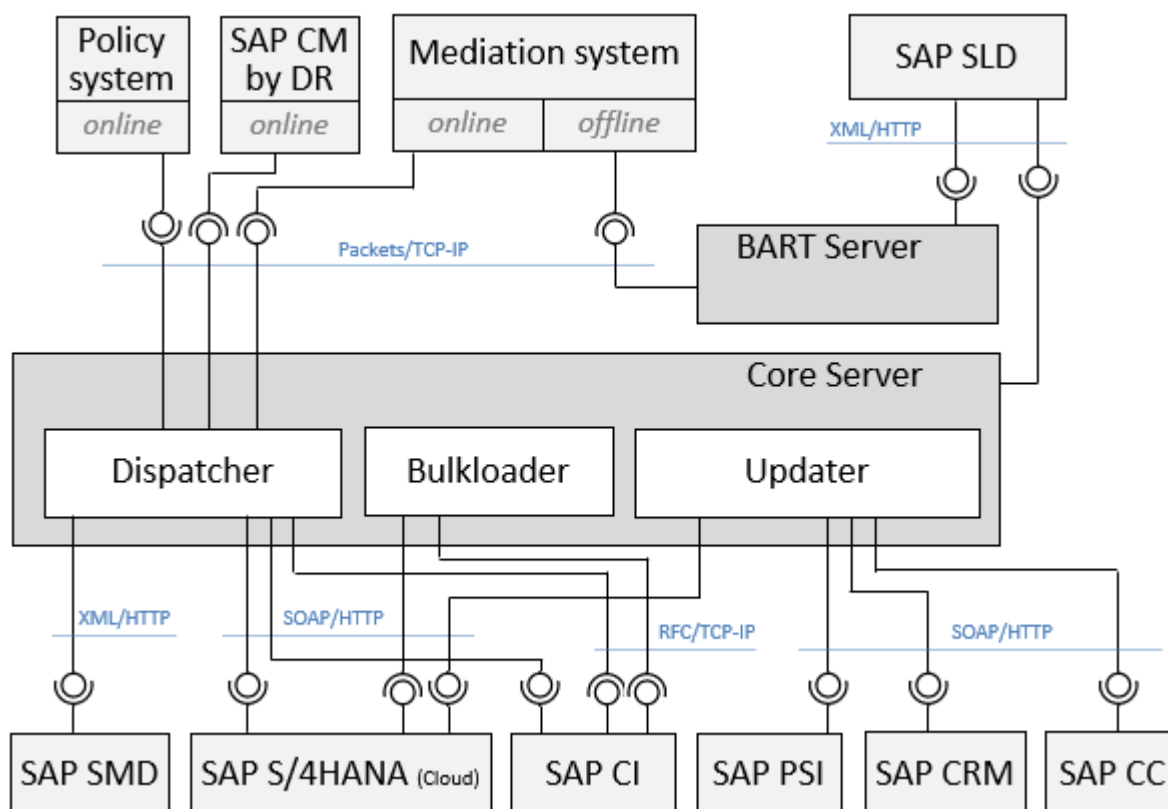 Policy
system
online
SAP CM
by DR
online
Mediation system
online
offline
SAP SLD
XML/HTTP
Packets/TCP-IP
BART Server
Core Server
Dispatcher
Bulkloader
Updater
XML/HTTP
SOAP/HTTP
RFC/TCP-IP
SOAP/HTTP
SAP SMD
SAP S/4HANA (Cloud)
SAP CI
SAP PSI
SAP CRM
SAP CC